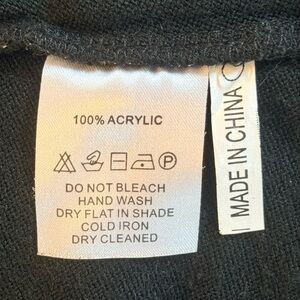 100% ACRYLIC
DO NOT BLEACH
HAND WASH
DRY FLAT IN SHADE
COLD IRON
DRY CLEANED
MADE IN CHINA